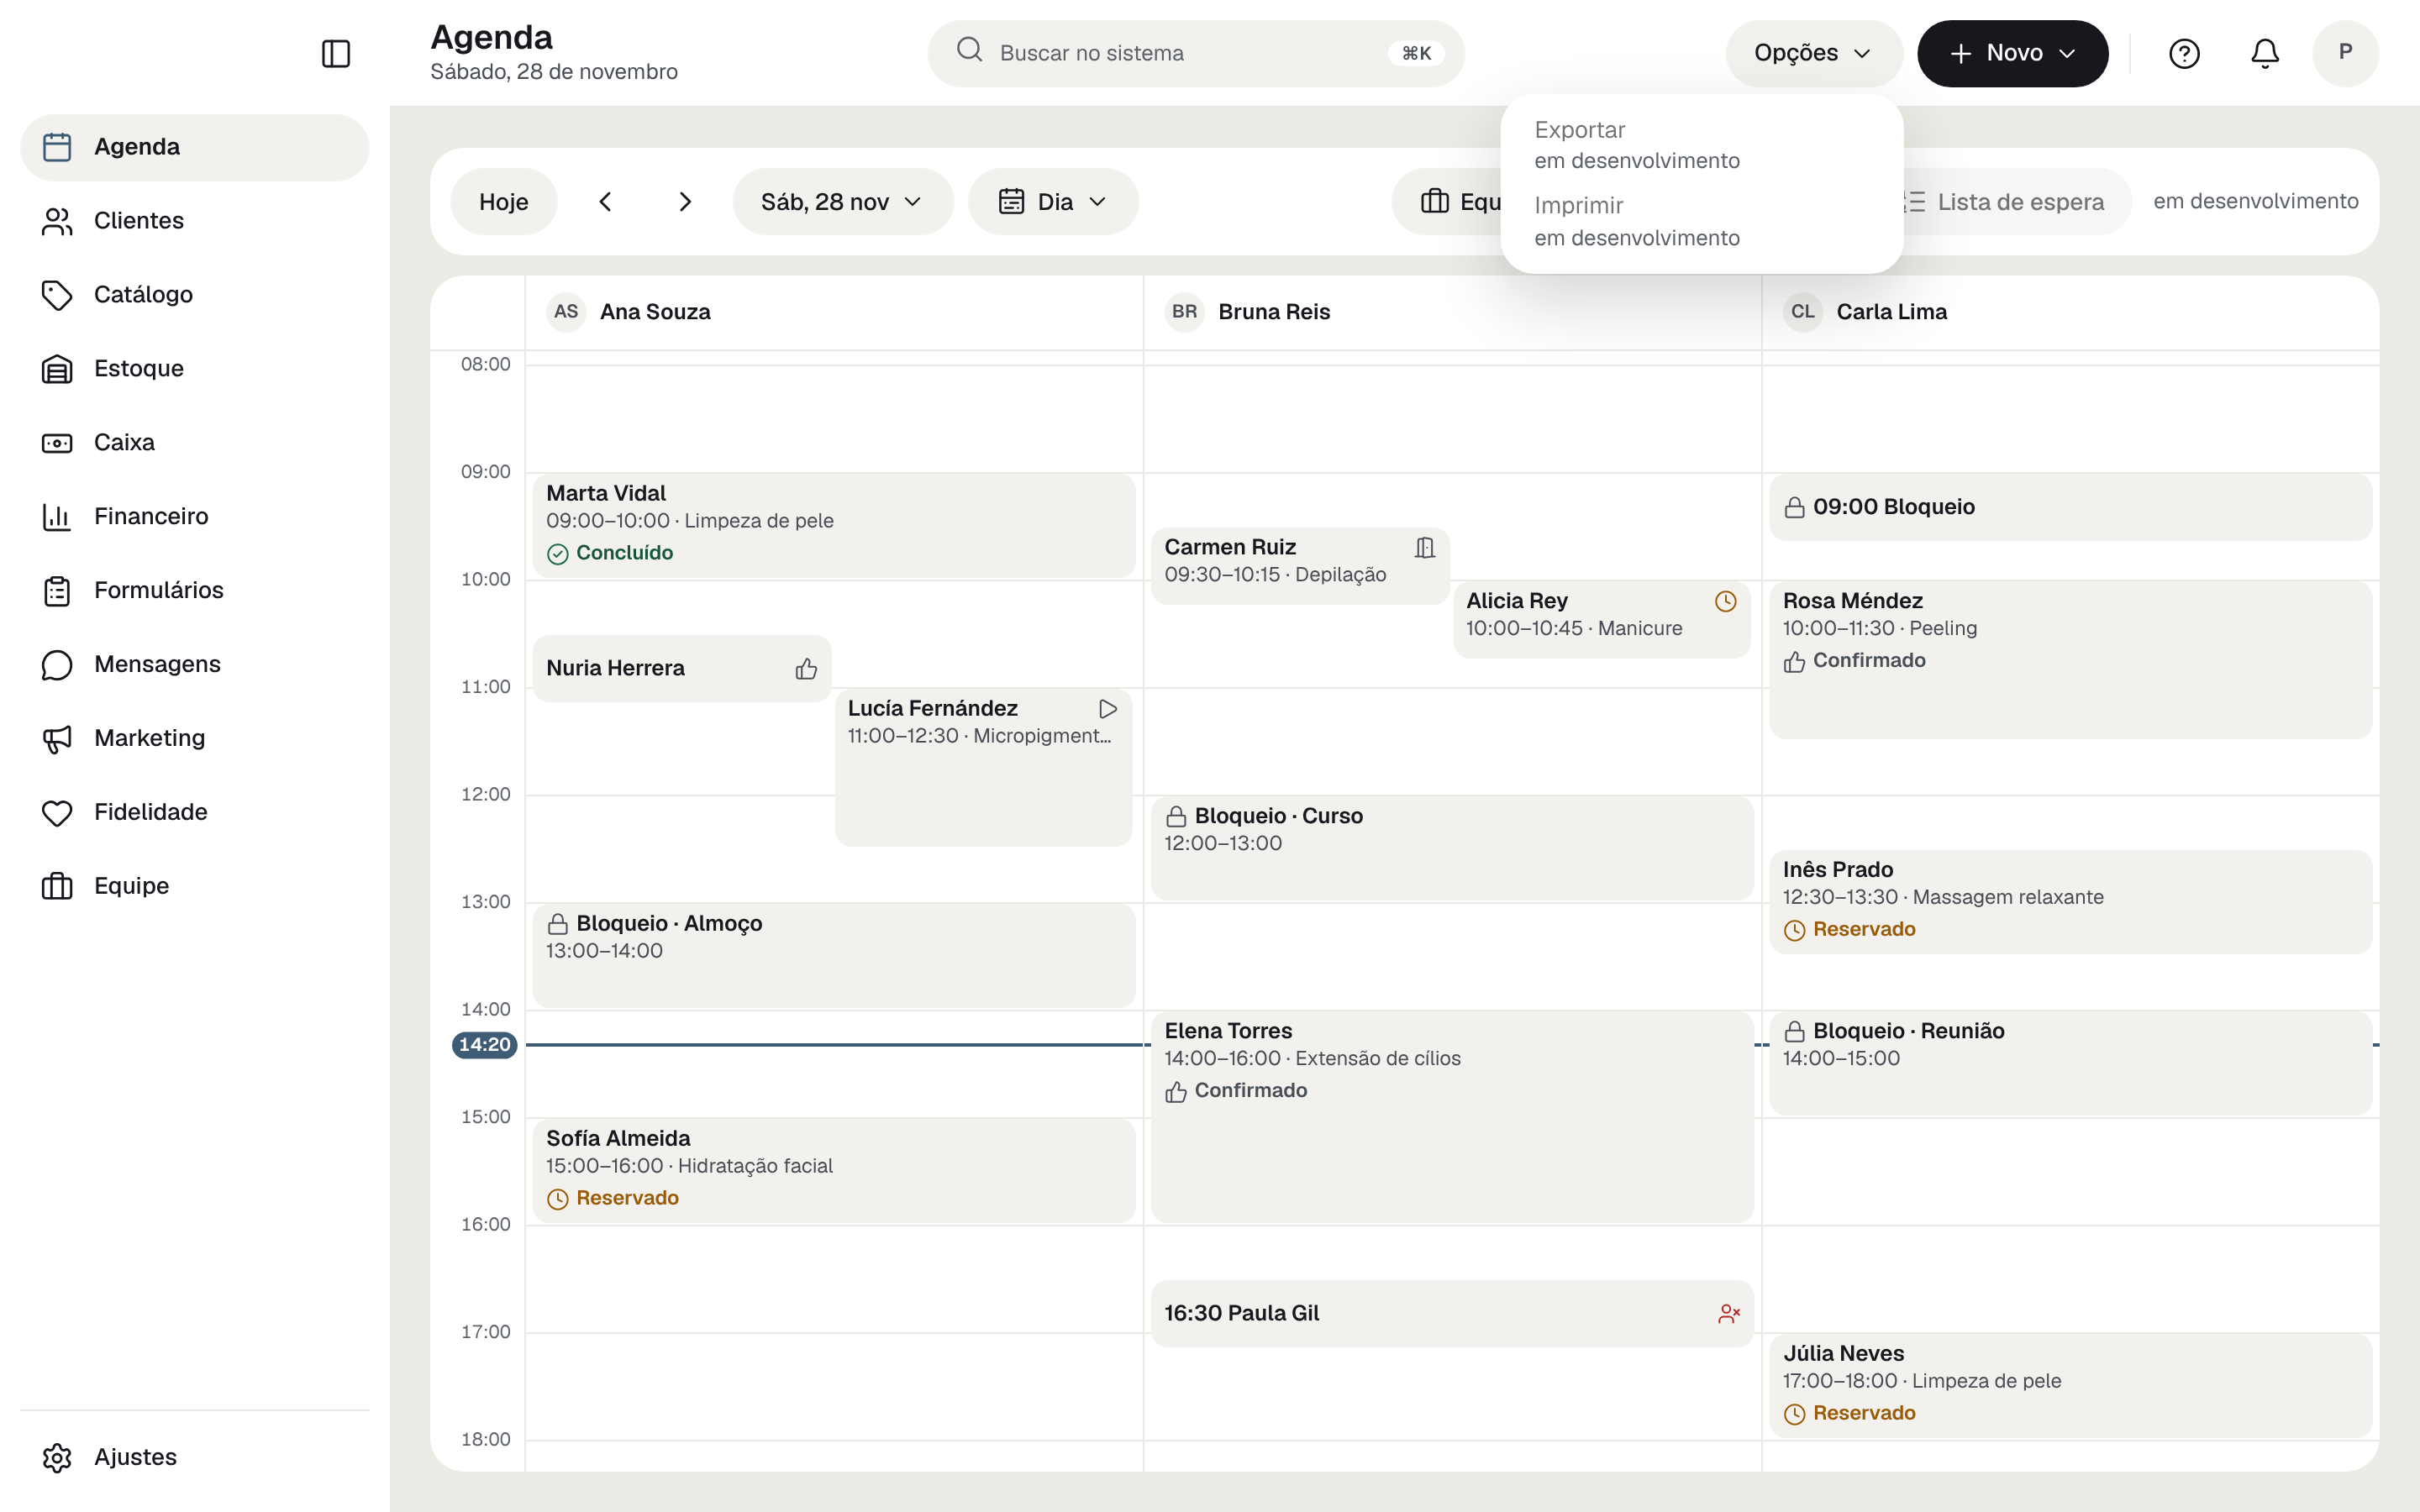 Agenda
Sábado, 28 de novembro
Buscar no sistema
⌘K
Opções
Novo
P
Exportar
em desenvolvimento
Imprimir
em desenvolvimento
Agenda
Clientes
Catálogo
Estoque
Caixa
Financeiro
Formulários
Mensagens
Marketing
Fidelidade
Equipe
Ajustes
Hoje
Sáb, 28 nov
Dia
Equ
Lista de espera
em desenvolvimento
AS Ana Souza
BR Bruna Reis
CL Carla Lima
08:00
09:00
10:00
11:00
12:00
13:00
14:00
14:20
15:00
16:00
17:00
18:00
Marta Vidal
09:00–10:00 · Limpeza de pele
Concluído
Nuria Herrera
Lucía Fernández
11:00–12:30 · Micropigment…
Bloqueio · Almoço
13:00–14:00
Sofía Almeida
15:00–16:00 · Hidratação facial
Reservado
Carmen Ruiz
09:30–10:15 · Depilação
Alicia Rey
10:00–10:45 · Manicure
Bloqueio · Curso
12:00–13:00
Elena Torres
14:00–16:00 · Extensão de cílios
Confirmado
16:30 Paula Gil
09:00 Bloqueio
Rosa Méndez
10:00–11:30 · Peeling
Confirmado
Inês Prado
12:30–13:30 · Massagem relaxante
Reservado
Bloqueio · Reunião
14:00–15:00
Júlia Neves
17:00–18:00 · Limpeza de pele
Reservado